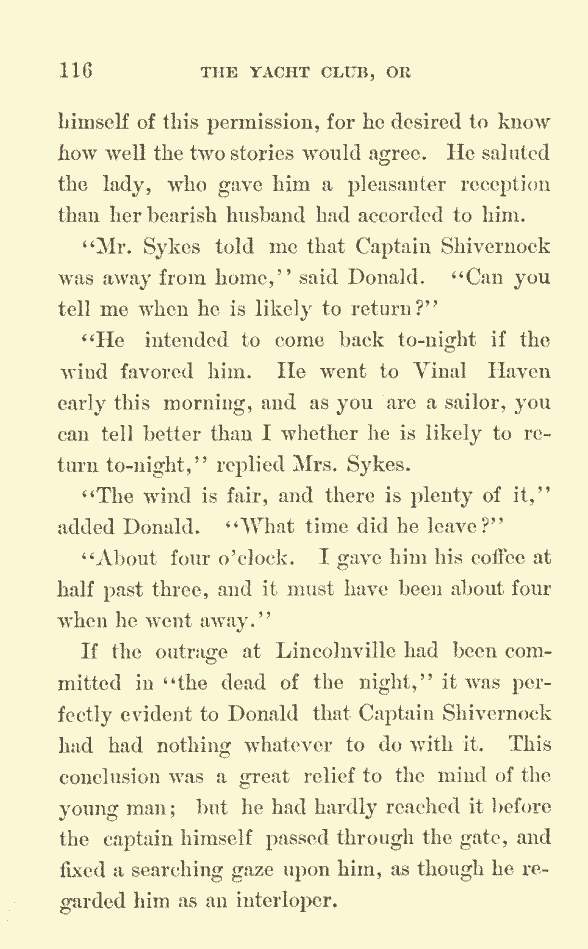 116 THE YACHT CLUB, OR
himself of this permission, for he desired to know
how well the two stories would agree. He saluted
the lady, who gave him a pleasanter reception
than her bearish husband had accorded to him.
"Mr. Sykes told me that Captain Shivernock
was away from home," said Donald. "Can you
tell me when he is likely to return?"
"He intended to come back to-night if the
wind favored him. He went to Vinal Haven
early this morning, and as you are a sailor, you
can tell better than I whether he is likely to re-
turn to-night," replied Mrs. Sykes.
"The wind is fair, and there is plenty of it,"
added Donald. "What time did he leave?"
"About four o'clock. I gave him his coffee at
half past three, and it must have been about four
when he went away."
If the outrage at Lincolnville had been com-
mitted in "the dead of the night," it was per-
fectly evident to Donald that Captain Shivernock
had had nothing whatever to do with it. This
conclusion was a great relief to the mind of the
young man; but he had hardly reached it before
the captain himself passed through the gate, and
fixed a searching gaze upon him, as though he re-
garded him as an interloper.